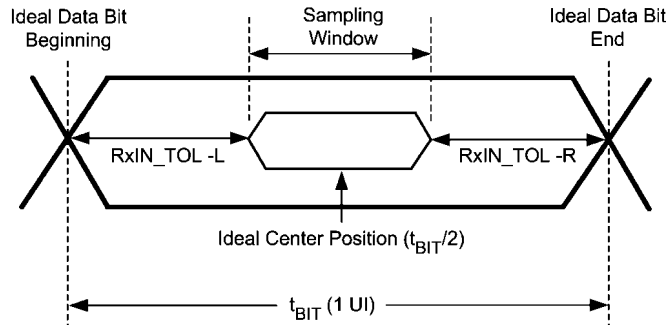 Ideal Data Bit
Beginning
Sampling
Window
Ideal Data Bit
End
RxIN_TOL -L
RxIN_TOL -R
Ideal Center Position (tBIT/2)
tBIT (1 UI)